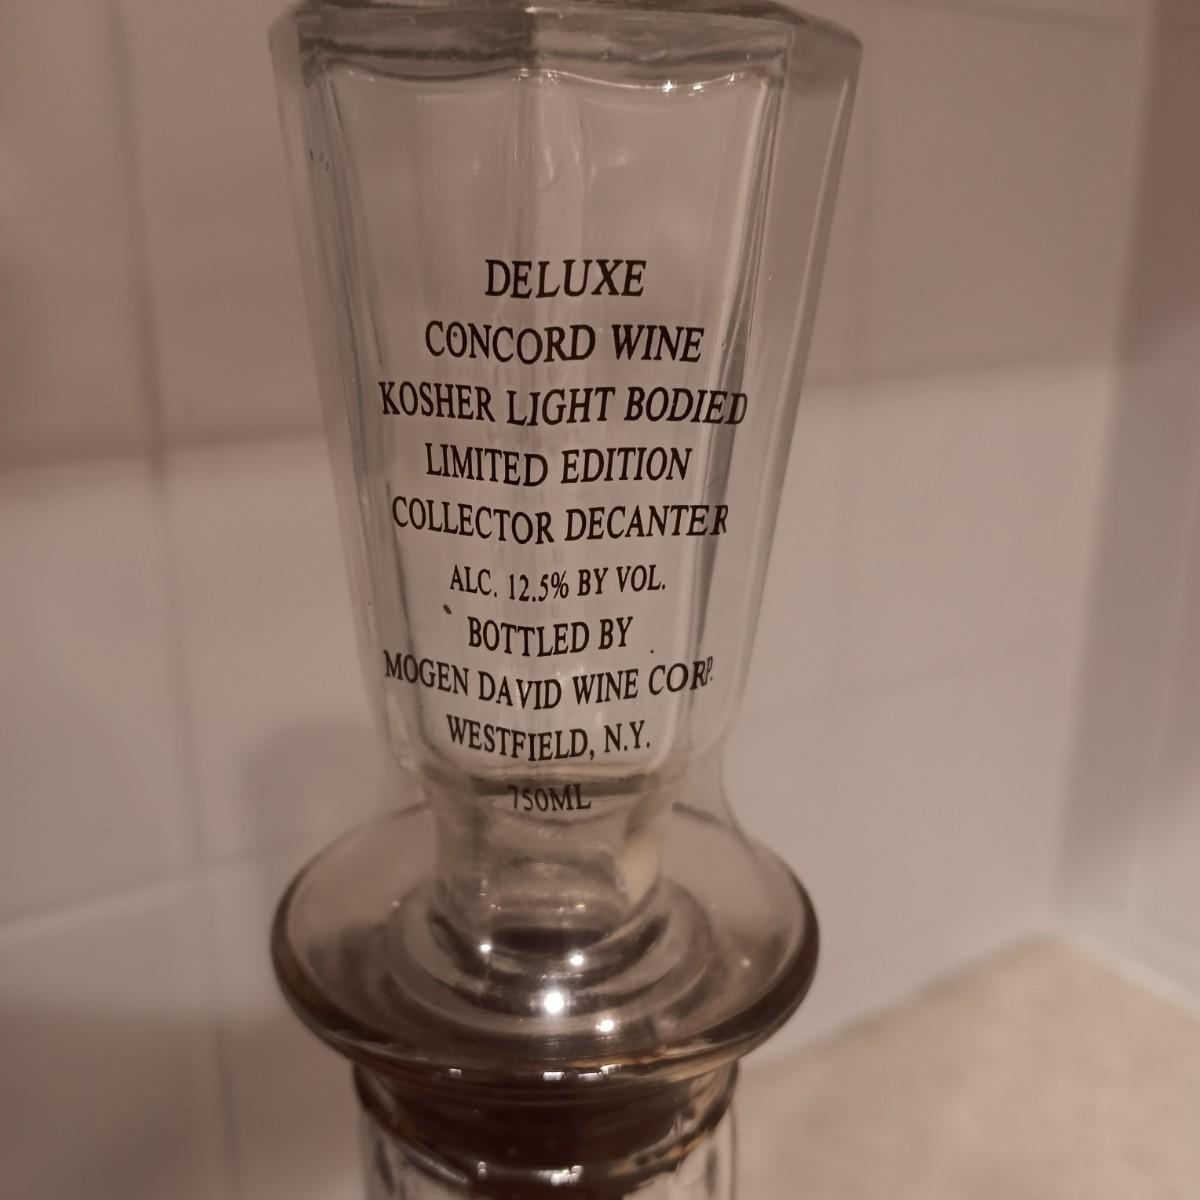 DELUXE
CONCORD WINE
KOSHER LIGHT BODIED
LIMITED EDITION
COLLECTOR DECANTER
ALC. 12.5% BY VOL.
BOTTLED BY
MOGEN DAVID WINE CORP.
WESTFIELD, N.Y.
750ML